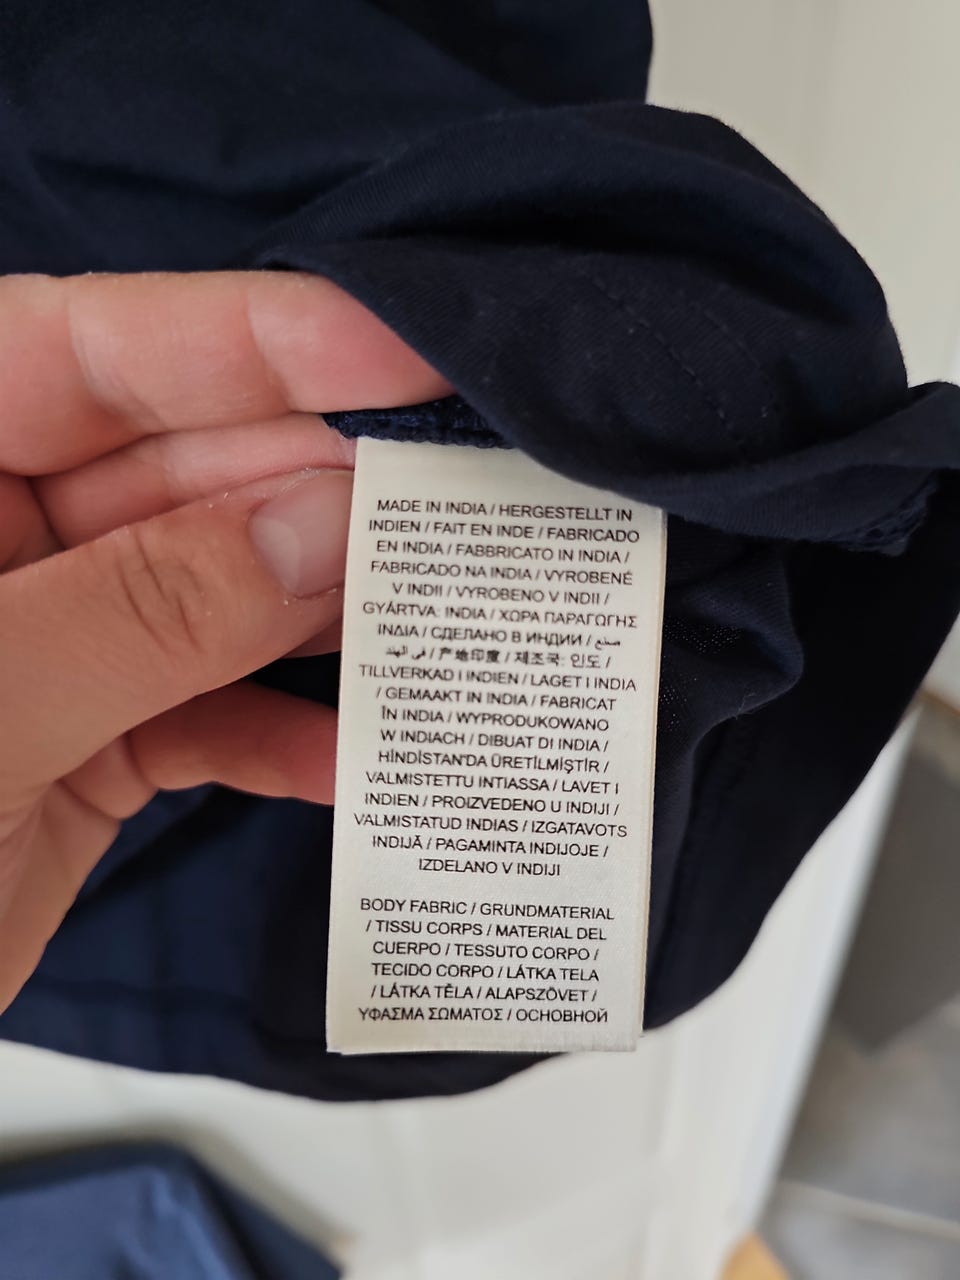 MADE IN INDIA / HERGESTELLT IN
INDIEN / FAIT EN INDE / FABRICADO
EN INDIA / FABBRICATO IN INDIA /
FABRICADO NA INDIA / VYROBENÉ
V INDII / VYROBENO V INDII /
GYÁRTVA: INDIA / ΧΩΡΑ ΠΑΡΑΓΩΓΗΣ
ΙΝΔΙΑ / СДЕЛАНО В ИНДИИ / صنع
في الهند / 产地印度 / 제조국: 인도 /
TILLVERKAD I INDIEN / LAGET I INDIA
/ GEMAAKT IN INDIA / FABRICAT
ÎN INDIA / WYPRODUKOWANO
W INDIACH / DIBUAT DI INDIA /
HİNDİSTAN'DA ÜRETİLMİŞTİR /
VALMISTETTU INTIASSA / LAVET I
INDIEN / PROIZVEDENO U INDIJI /
VALMISTATUD INDIAS / IZGATAVOTS
INDIJĀ / PAGAMINTA INDIJOJE /
IZDELANO V INDIJI
BODY FABRIC / GRUNDMATERIAL
/ TISSU CORPS / MATERIAL DEL
CUERPO / TESSUTO CORPO /
TECIDO CORPO / LÁTKA TELA
/ LÁTKA TĚLA / ALAPSZÖVET /
ΥΦΑΣΜΑ ΣΩΜΑΤΟΣ / ОСНОВНОЙ